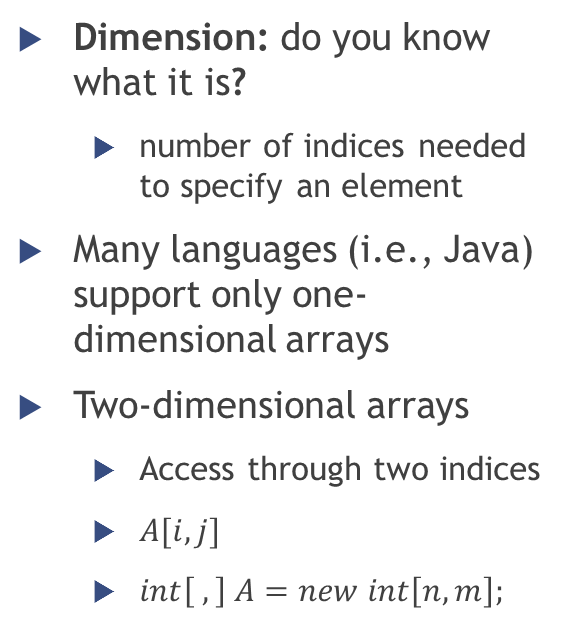 Dimension: do you know
what it is?
number of indices needed
to specify an element
Many languages (i.e., Java)
support only one-
dimensional arrays
Two-dimensional arrays
Access through two indices
A[i,j]
int[,] A = new int[n,m];